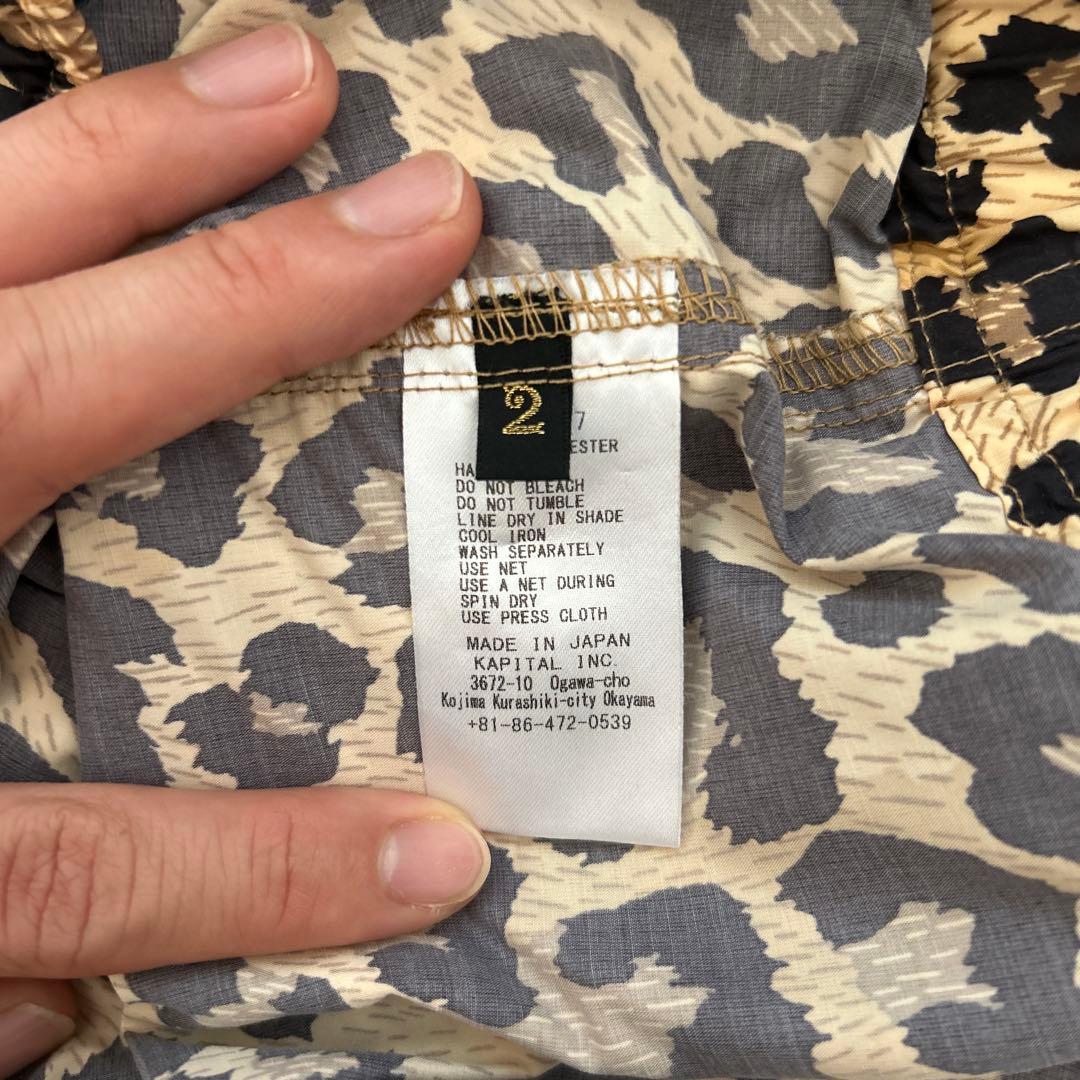 2
7
ESTER
HA
DO NOT BLEACH
DO NOT TUMBLE
LINE DRY IN SHADE
COOL IRON
WASH SEPARATELY
USE NET
USE A NET DURING
SPIN DRY
USE PRESS CLOTH
MADE IN JAPAN
KAPITAL INC.
3672-10 Ogawa-cho
Kojima Kurashiki-city Okayama
+81-86-472-0539